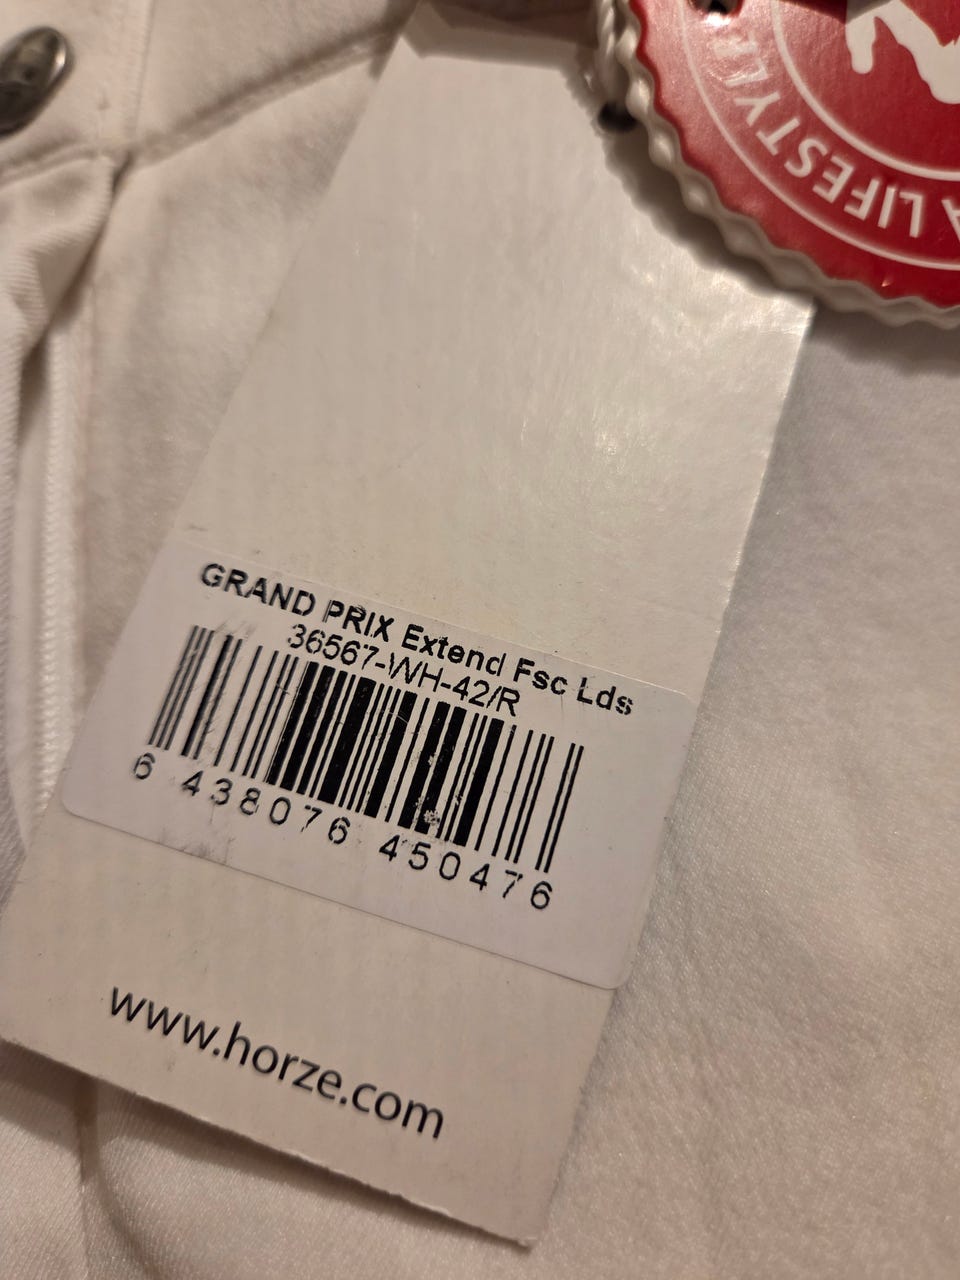 A LIFESTYLE
GRAND PRIX Extend Fsc Lds
36567-WH-42/R
6 438076 450476
www.horze.com